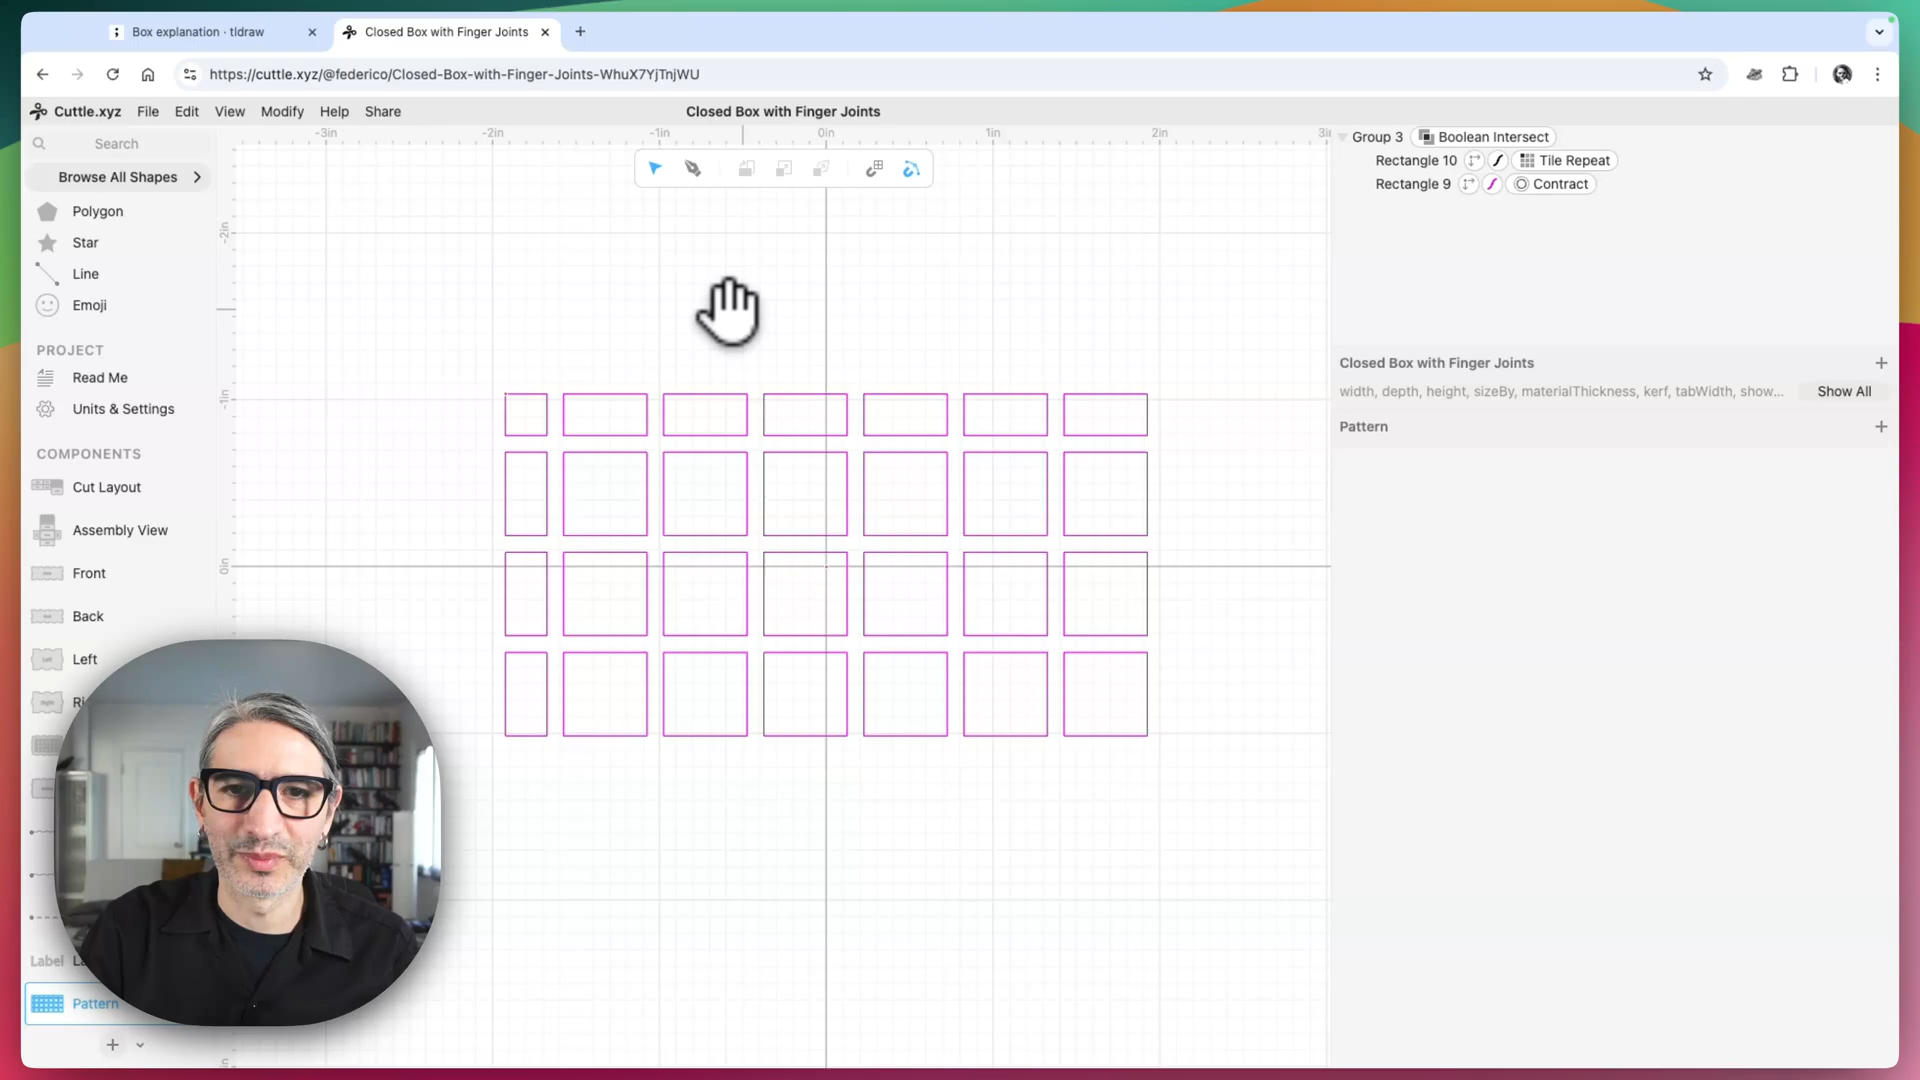 Box explanation · tldraw
Closed Box with Finger Joints
https://cuttle.xyz/@federico/Closed-Box-with-Finger-Joints-WhuX7YjTnjWU
Cuttle.xyz File Edit View Modify Help Share
Closed Box with Finger Joints
Search
Browse All Shapes
Polygon
Star
Line
Emoji
PROJECT
Read Me
Units & Settings
COMPONENTS
Cut Layout
Assembly View
Front
Back
Left
Label
Pattern
-3in -2in -1in 0in 1in 2in
-2in
-1in
0in
Group 3 Boolean Intersect
Rectangle 10 Tile Repeat
Rectangle 9 Contract
Closed Box with Finger Joints
width, depth, height, sizeBy, materialThickness, kerf, tabWidth, show... Show All
Pattern